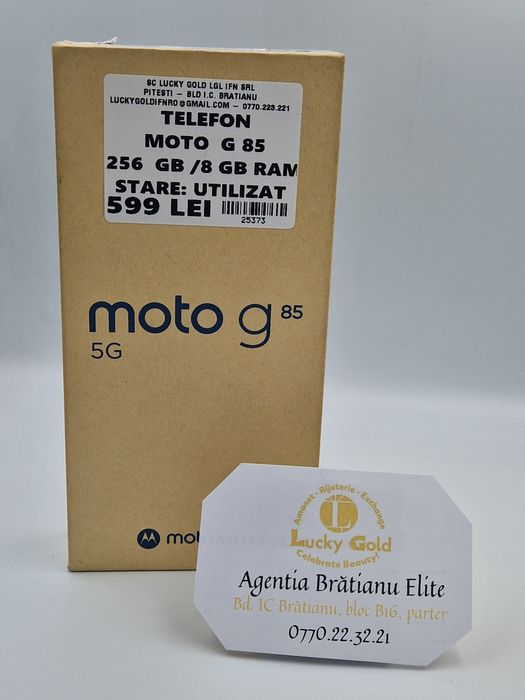 SC LUCKY GOLD LGL IFN SRL
PITESTI – BLD I.C. BRATIANU
LUCKYGOLDIFNRO@GMAIL.COM – 0770.223.221
TELEFON
MOTO G 85
256 GB /8 GB RAM
STARE: UTILIZAT
599 LEI
25373
moto g 85
5G
mot
Amanet - Bijuterie - Exchange
L
Lucky Gold
Celebrate Beauty!
Agentia Brătianu Elite
Bd. IC Brătianu, bloc B16, parter
0770.22.32.21